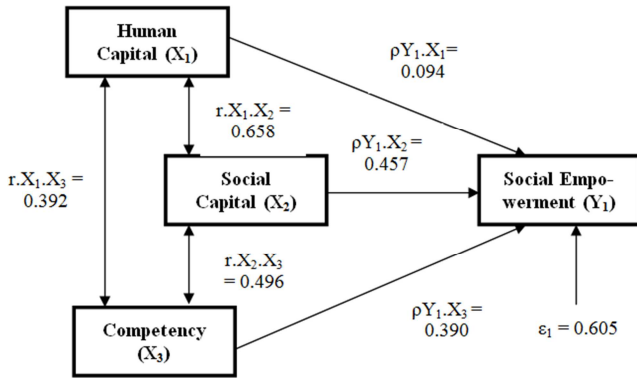 Human
Capital (X₁)
ρY₁.X₁=
0.094
r.X₁.X₂ =
0.658
ρY₁.X₂=
0.457
r.X₁.X₃ =
0.392
Social
Capital (X₂)
Social Empo-
werment (Y₁)
r.X₂.X₃
= 0.496
ρY₁.X₃=
0.390
ε₁ = 0.605
Competency
(X₃)